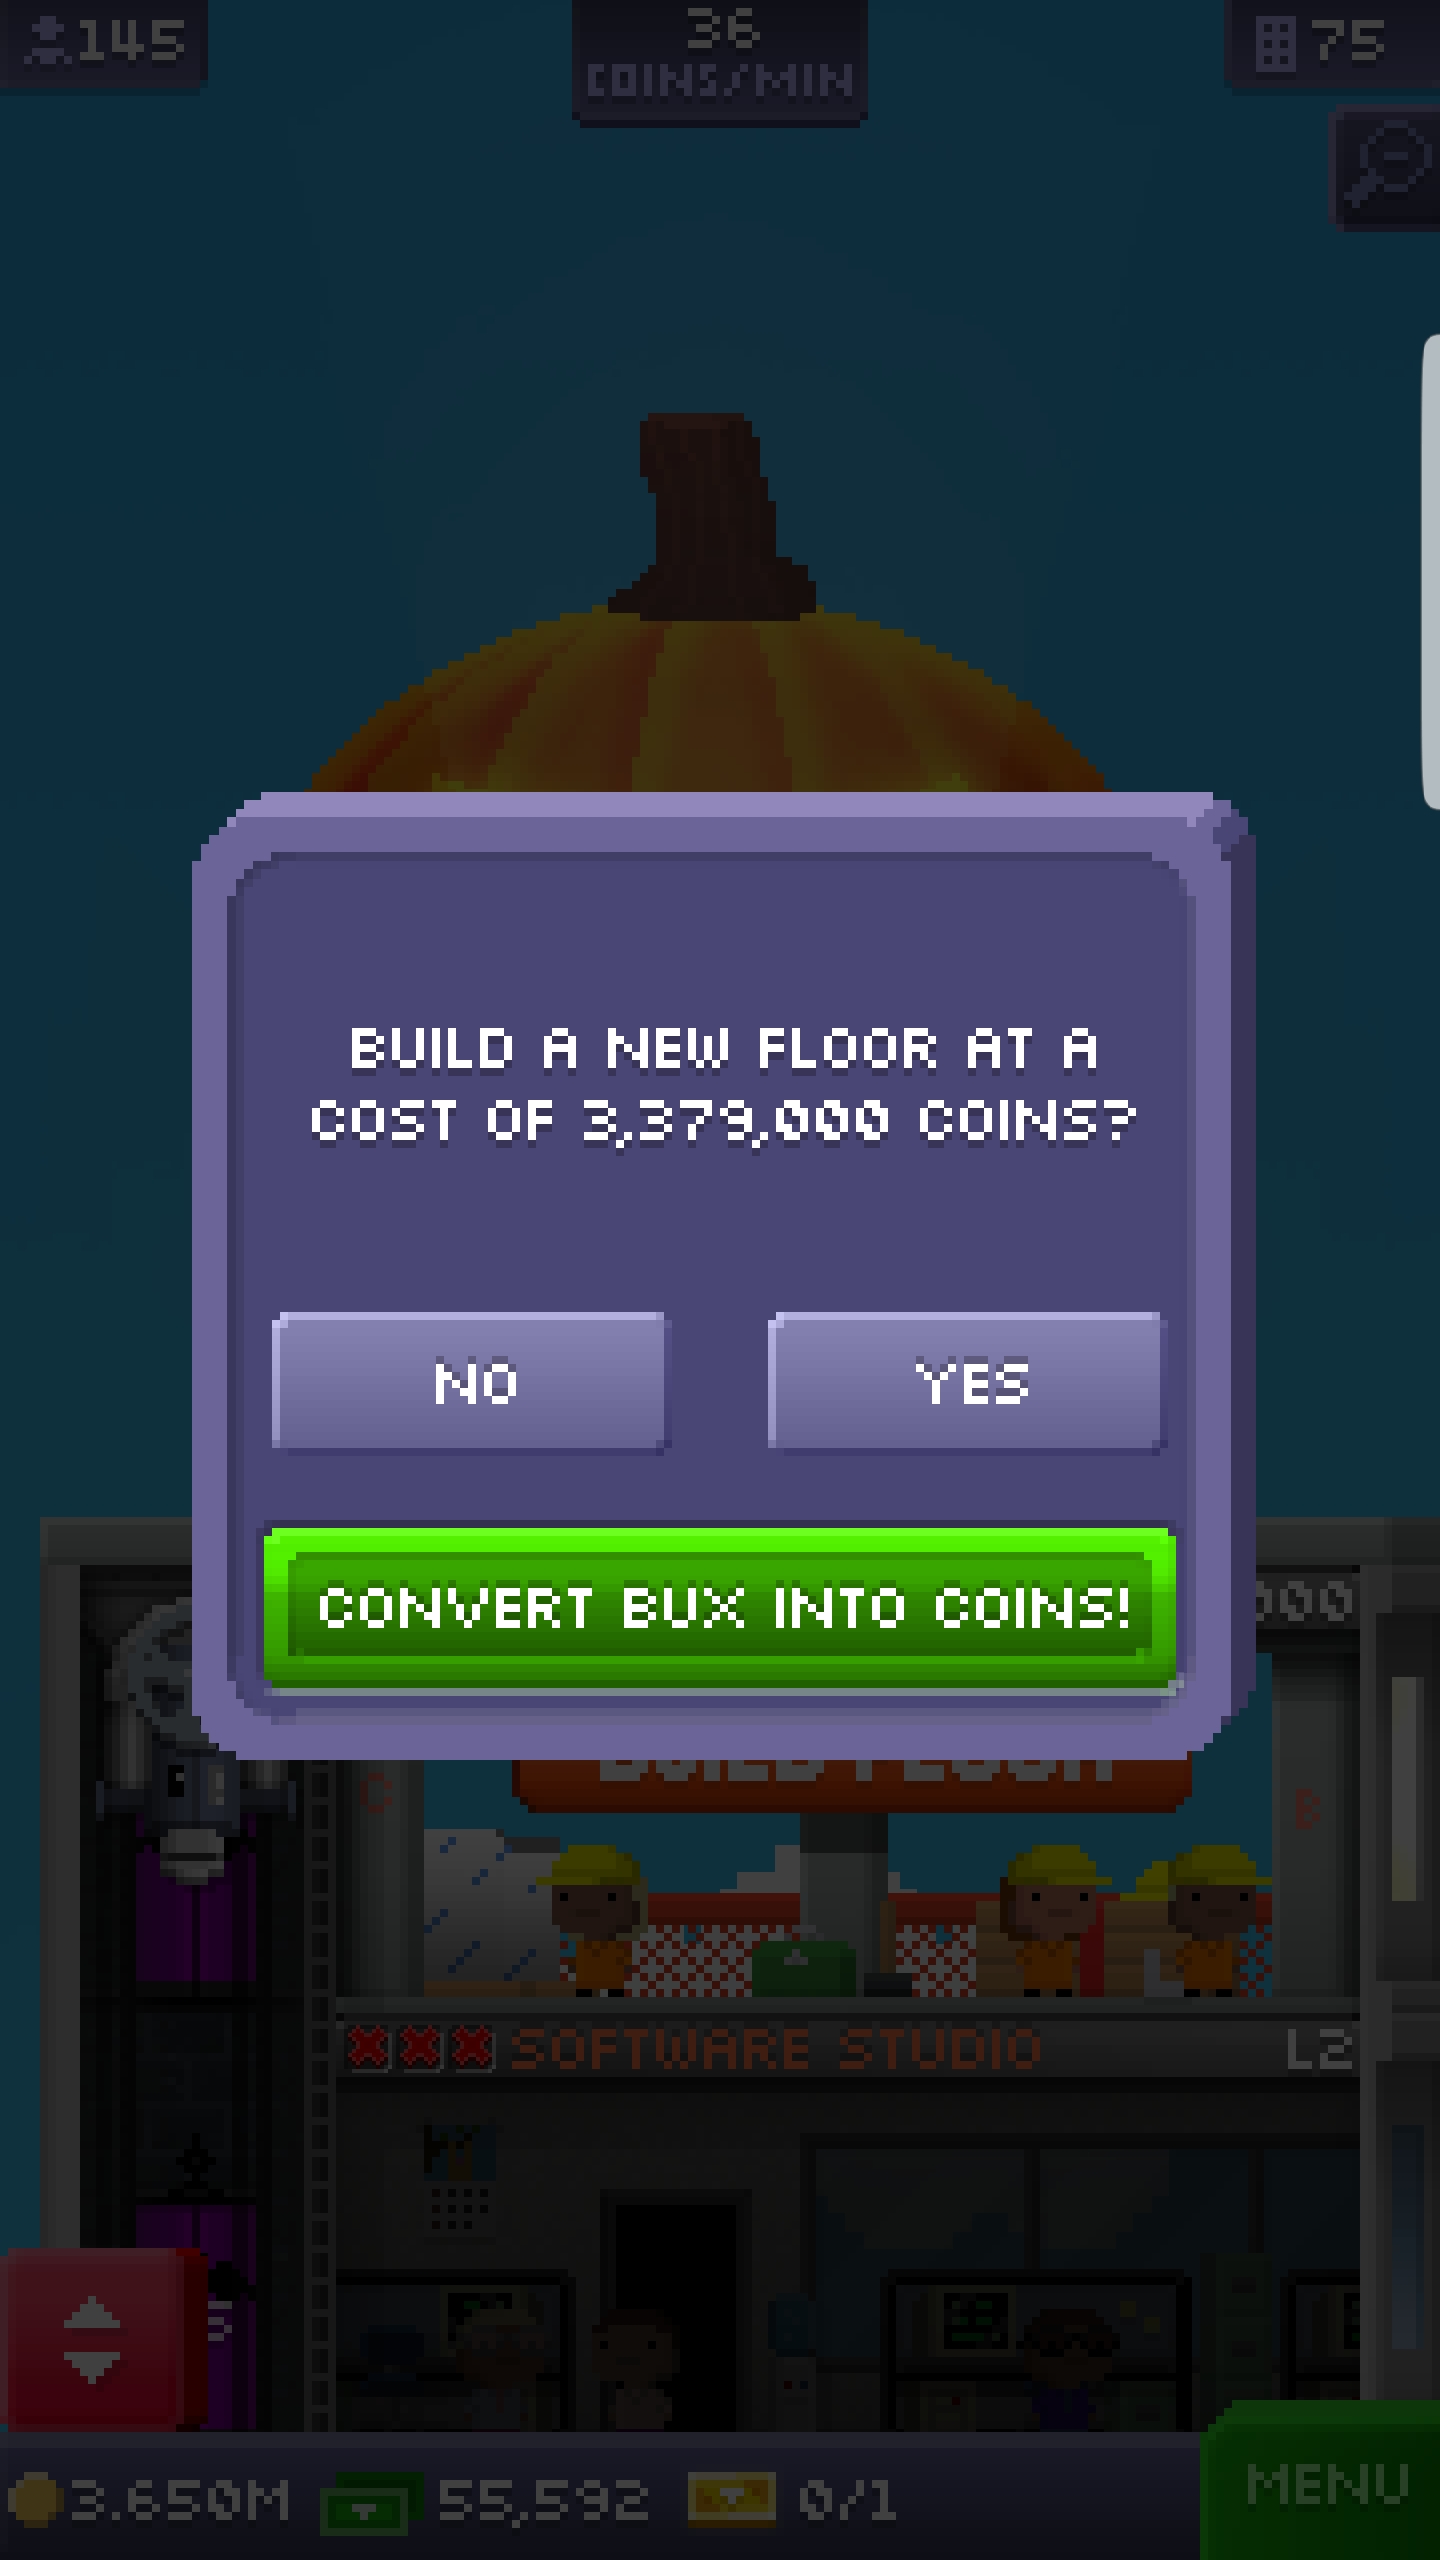 145
36
COINS/MIN
75
BUILD A NEW FLOOR AT A
COST OF 3,379,000 COINS?
NO
YES
CONVERT BUX INTO COINS!
000
BUILD FLOOR
C
B
SOFTWARE STUDIO
L2
3.650M
55,592
0/1
MENU